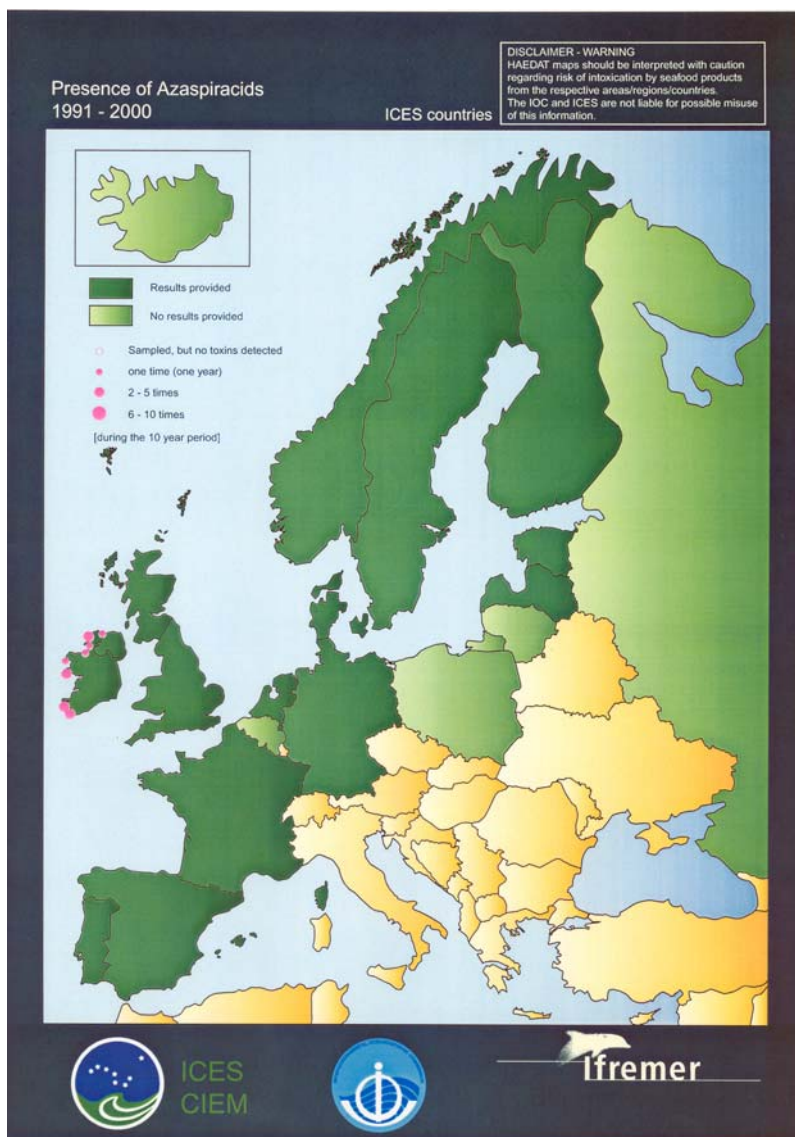 Presence of Azaspiracids
1991 - 2000
ICES countries
DISCLAIMER - WARNING
HAEDAT maps should be interpreted with caution
regarding risk of intoxication by seafood products
from the respective areas/regions/countries.
The IOC and ICES are not liable for possible misuse
of this information.
Results provided
No results provided
Sampled, but no toxins detected
one time (one year)
2 - 5 times
6 - 10 times
[during the 10 year period]
ICES
CIEM
Ifremer